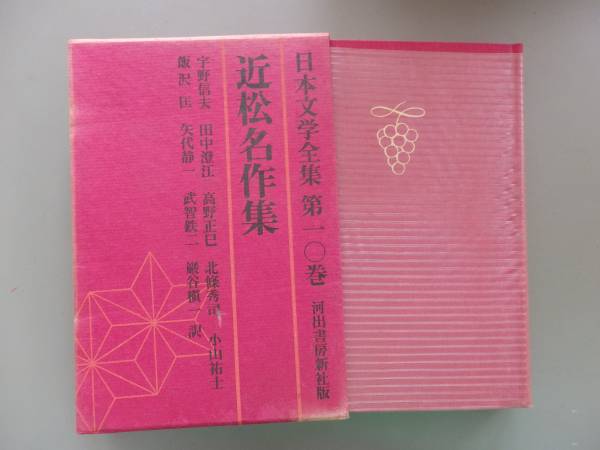 日本文学全集 第一〇巻 河出書房新社版
近松名作集
宇野信夫 田中澄江 高野正巳 北條秀司 小山祐士
飯沢匡 矢代静一 武智鉄二 巌谷槇一 訳